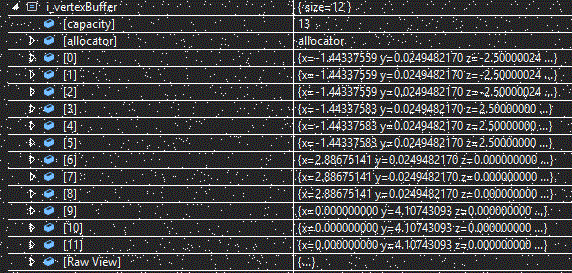 i_vertexBuffer { size=12 }
[capacity] 13
[allocator] allocator
[0] {x=-1.44337559 y=0.0249482170 z=-2.50000024 ...}
[1] {x=-1.44337559 y=0.0249482170 z=-2.50000024 ...}
[2] {x=-1.44337559 y=0.0249482170 z=-2.50000024 ...}
[3] {x=-1.44337583 y=0.0249482170 z=2.50000000 ...}
[4] {x=-1.44337583 y=0.0249482170 z=2.50000000 ...}
[5] {x=-1.44337583 y=0.0249482170 z=2.50000000 ...}
[6] {x=2.88675141 y=0.0249482170 z=0.000000000 ...}
[7] {x=2.88675141 y=0.0249482170 z=0.000000000 ...}
[8] {x=2.88675141 y=0.0249482170 z=0.000000000 ...}
[9] {x=0.000000000 y=4.10743093 z=0.000000000 ...}
[10] {x=0.000000000 y=4.10743093 z=0.000000000 ...}
[11] {x=0.000000000 y=4.10743093 z=0.000000000 ...}
[Raw View] {...}